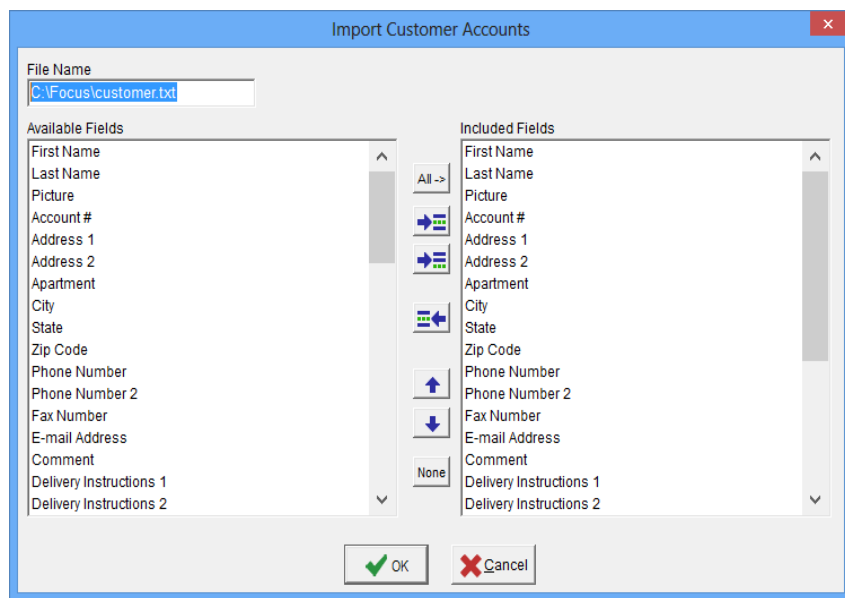 Import Customer Accounts
x
File Name
C:\Focus\customer.txt
Available Fields
First Name
Last Name
Picture
Account #
Address 1
Address 2
Apartment
City
State
Zip Code
Phone Number
Phone Number 2
Fax Number
E-mail Address
Comment
Delivery Instructions 1
Delivery Instructions 2
All ->
None
Included Fields
First Name
Last Name
Picture
Account #
Address 1
Address 2
Apartment
City
State
Zip Code
Phone Number
Phone Number 2
Fax Number
E-mail Address
Comment
Delivery Instructions 1
Delivery Instructions 2
OK
Cancel